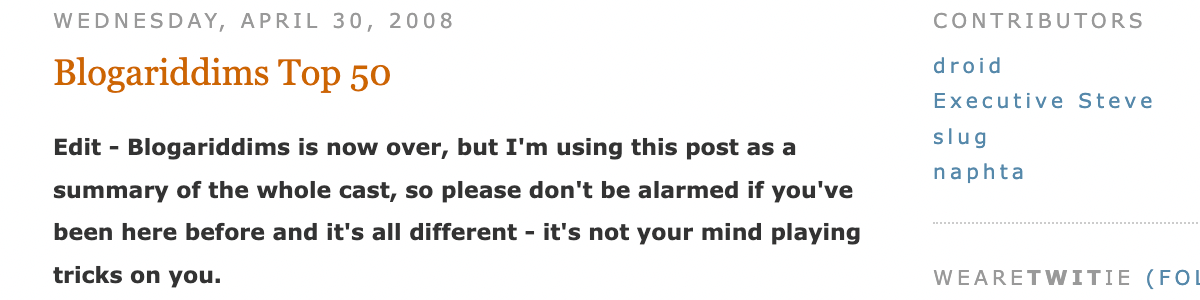 WEDNESDAY, APRIL 30, 2008
Blogariddims Top 50
Edit - Blogariddims is now over, but I'm using this post as a
summary of the whole cast, so please don't be alarmed if you've
been here before and it's all different - it's not your mind playing
tricks on you.
CONTRIBUTORS
droid
Executive Steve
slug
naphta
WEARETWITIE